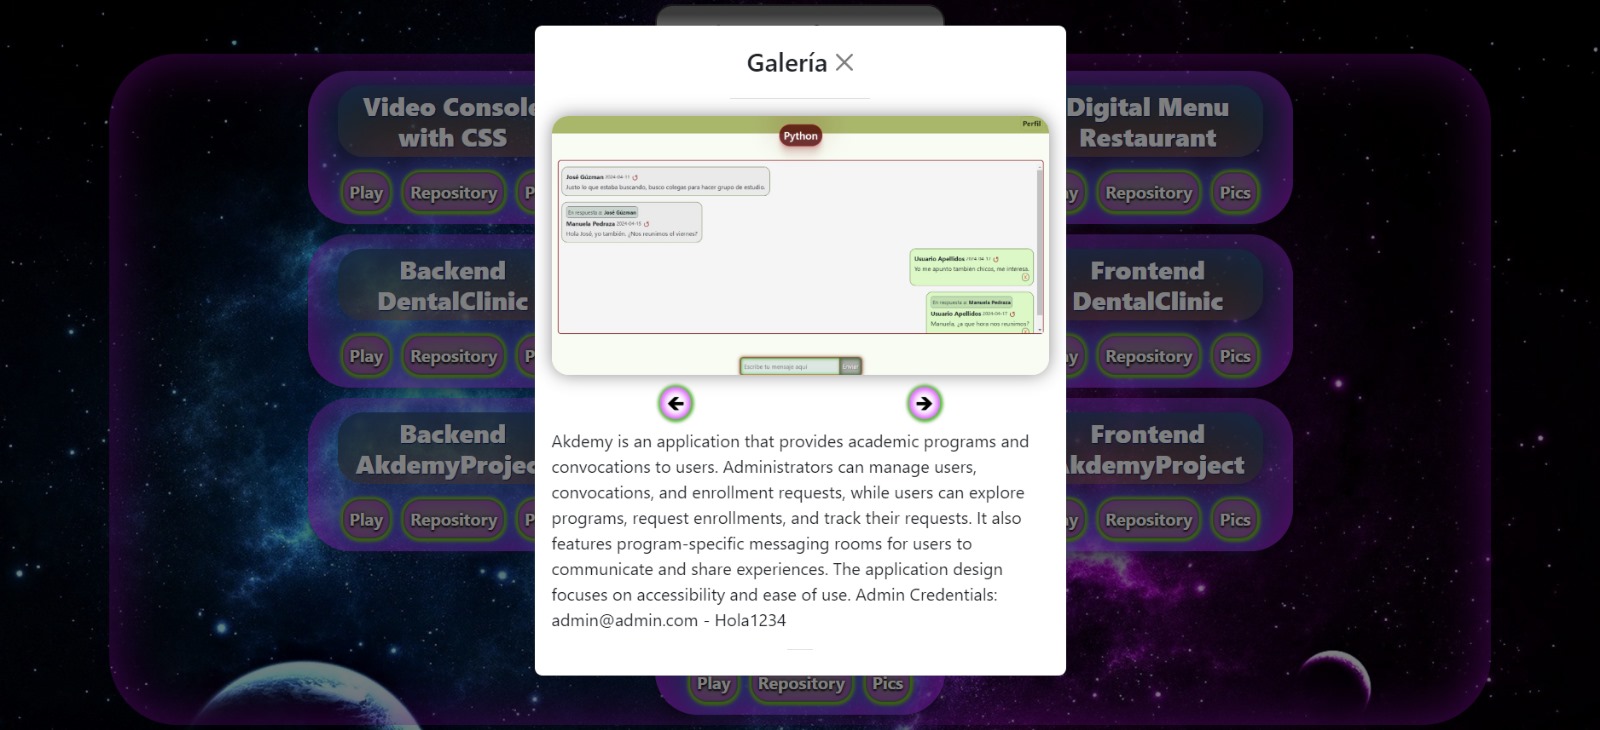 Galería
Video Console
with CSS
Play Repository P
Digital Menu
Restaurant
ay Repository Pics
Perfil
Python
José Gúzman 2024-04-11
Justo lo que estaba buscando, busco colegas para hacer grupo de estudio.
En respuesta a: José Gúzman
Manuela Pedraza 2024-04-15
Hola José, yo también. ¿Nos reunimos el viernes?
Usuario Apellidos
Yo me apunto también chicos, me interesa.
En respuesta a: Manuela Pedraza
Usuario Apellidos 2024-04-17
Manuela, ¿a que hora nos reunimos?
Escribe tu mensaje aquí
Enviar
Backend
DentalClinic
Play Repository P
Frontend
DentalClinic
ay Repository Pics
Backend
AkdemyProjec
Play Repository P
Frontend
AkdemyProject
ay Repository Pics
Akdemy is an application that provides academic programs and
convocations to users. Administrators can manage users,
convocations, and enrollment requests, while users can explore
programs, request enrollments, and track their requests. It also
features program-specific messaging rooms for users to
communicate and share experiences. The application design
focuses on accessibility and ease of use. Admin Credentials:
admin@admin.com - Hola1234
Play Repository Pics